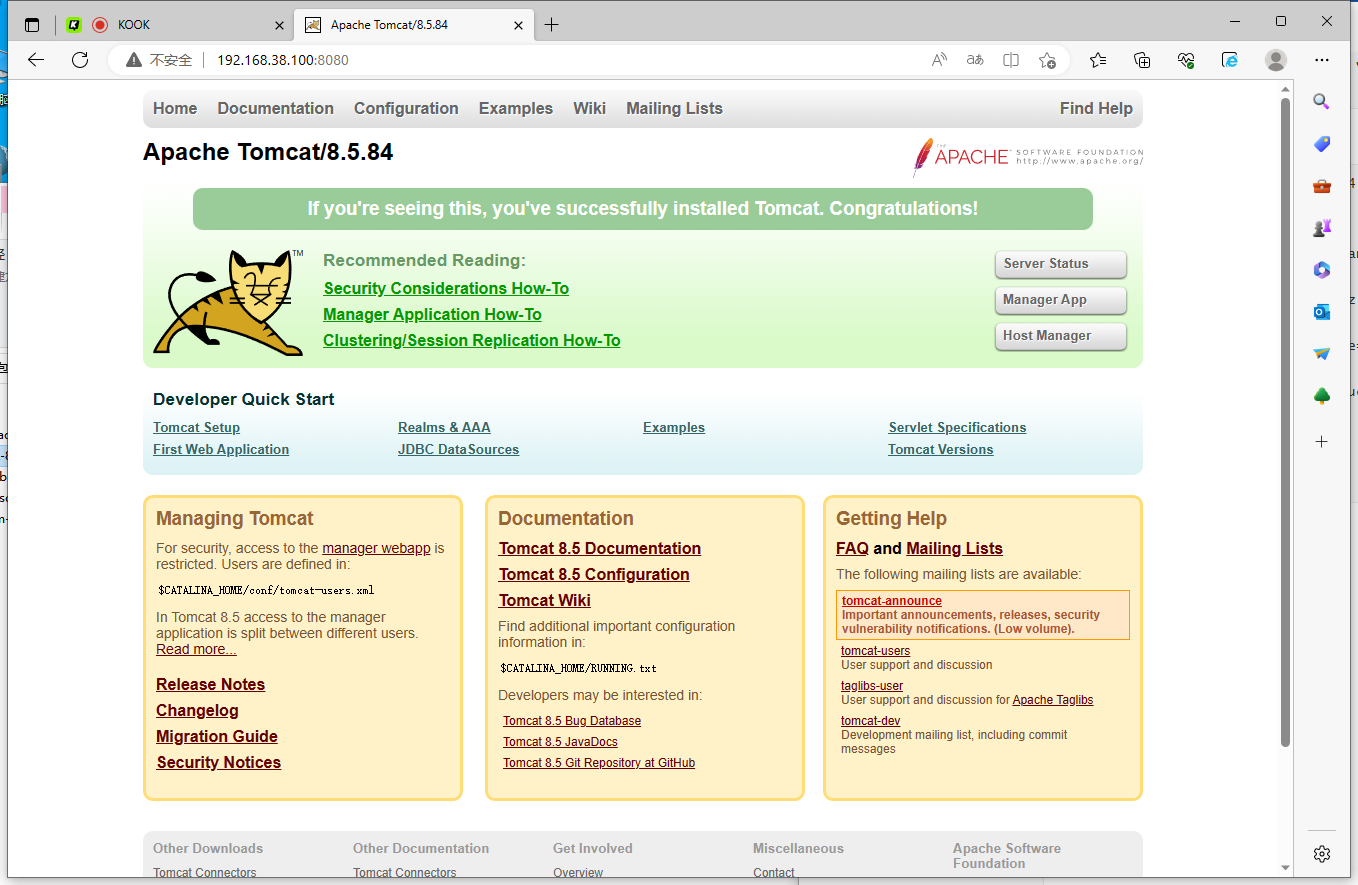 KOOK
Apache Tomcat/8.5.84
不安全
192.168.38.100:8080
Home Documentation Configuration Examples Wiki Mailing Lists Find Help
Apache Tomcat/8.5.84
THE APACHE SOFTWARE FOUNDATION
http://www.apache.org/
If you're seeing this, you've successfully installed Tomcat. Congratulations!
TM
Recommended Reading:
Security Considerations How-To
Manager Application How-To
Clustering/Session Replication How-To
Server Status
Manager App
Host Manager
Developer Quick Start
Tomcat Setup
First Web Application
Realms & AAA
JDBC DataSources
Examples
Servlet Specifications
Tomcat Versions
Managing Tomcat
For security, access to the manager webapp is
restricted. Users are defined in:
$CATALINA_HOME/conf/tomcat-users.xml
In Tomcat 8.5 access to the manager
application is split between different users.
Read more...
Release Notes
Changelog
Migration Guide
Security Notices
Documentation
Tomcat 8.5 Documentation
Tomcat 8.5 Configuration
Tomcat Wiki
Find additional important configuration
information in:
$CATALINA_HOME/RUNNING.txt
Developers may be interested in:
Tomcat 8.5 Bug Database
Tomcat 8.5 JavaDocs
Tomcat 8.5 Git Repository at GitHub
Getting Help
FAQ and Mailing Lists
The following mailing lists are available:
tomcat-announce
Important announcements, releases, security
vulnerability notifications. (Low volume).
tomcat-users
User support and discussion
taglibs-user
User support and discussion for Apache Taglibs
tomcat-dev
Development mailing list, including commit
messages
Other Downloads
Tomcat Connectors
Other Documentation
Tomcat Connectors
Get Involved
Overview
Miscellaneous
Contact
Apache Software
Foundation